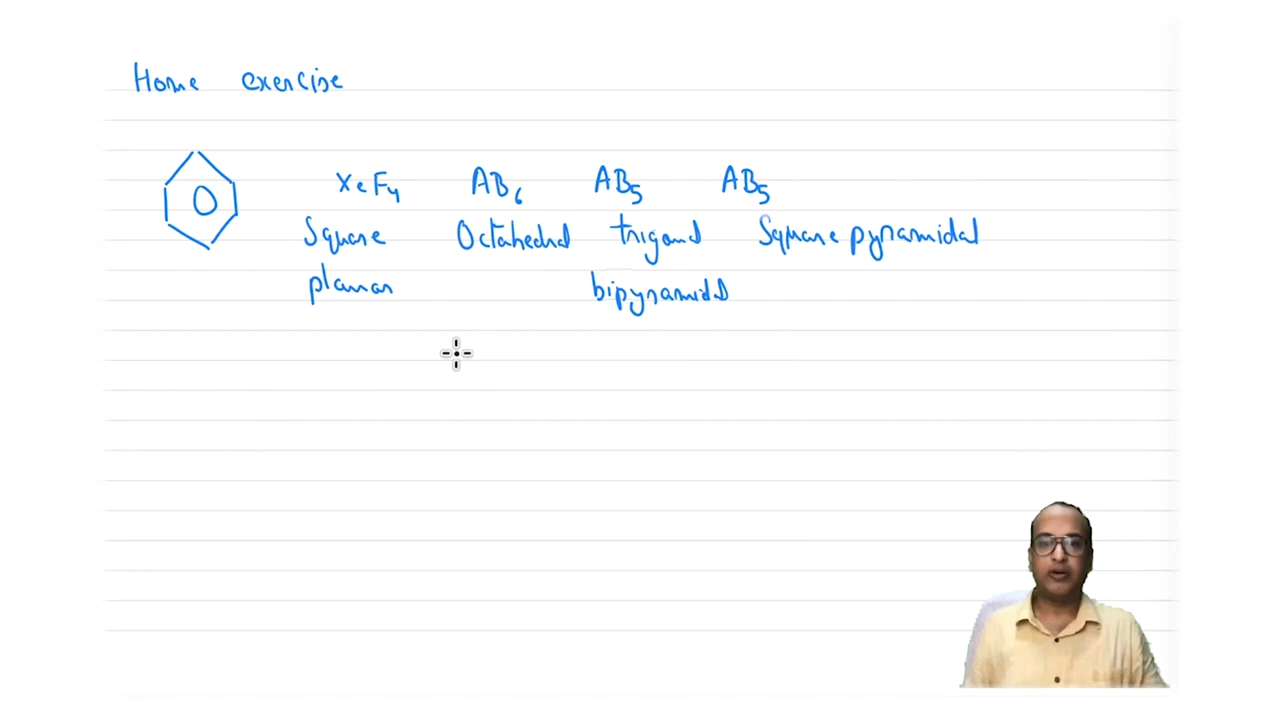 Home exercise
XeF4 AB6 AB5 AB5
Square Octahedral trigonal Square pyramidal
planar bipyramidal